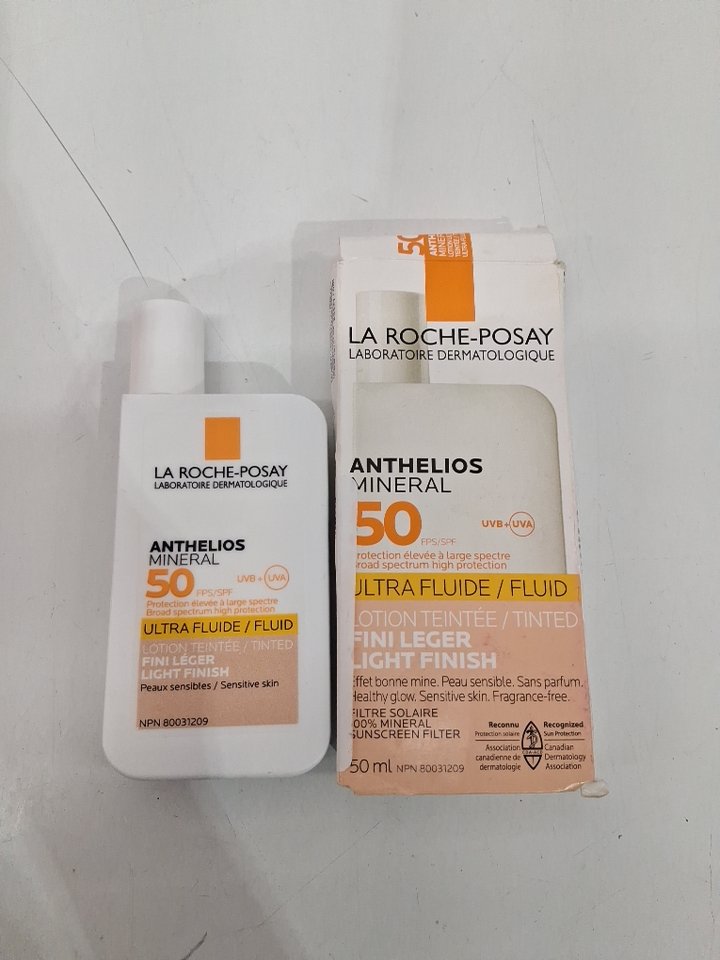 LA ROCHE-POSAY
LABORATOIRE DERMATOLOGIQUE
ANTHELIOS
MINERAL
50 FPS/SPF
UVB + UVA
Protection élevée à large spectre
Broad spectrum high protection
ULTRA FLUIDE / FLUID
LOTION TEINTÉE / TINTED
FINI LÉGER
LIGHT FINISH
Peaux sensibles / Sensitive skin
NPN 80031209
50
ANTH
MINER
LA ROCHE-POSAY
LABORATOIRE DERMATOLOGIQUE
ANTHELIOS
MINERAL
50 FPS/SPF
UVB + UVA
Protection élevée à large spectre
Broad spectrum high protection
ULTRA FLUIDE / FLUID
LOTION TEINTÉE / TINTED
FINI LEGER
LIGHT FINISH
Effet bonne mine. Peau sensible. Sans parfum.
Healthy glow. Sensitive skin. Fragrance-free.
FILTRE SOLAIRE
100% MINERAL
SUNSCREEN FILTER
50 ml NPN 80031209
Reconnu
Protection solaire
Association
canadienne de
dermatologie
Recognized
Sun Protection
Canadian
Dermatology
Association